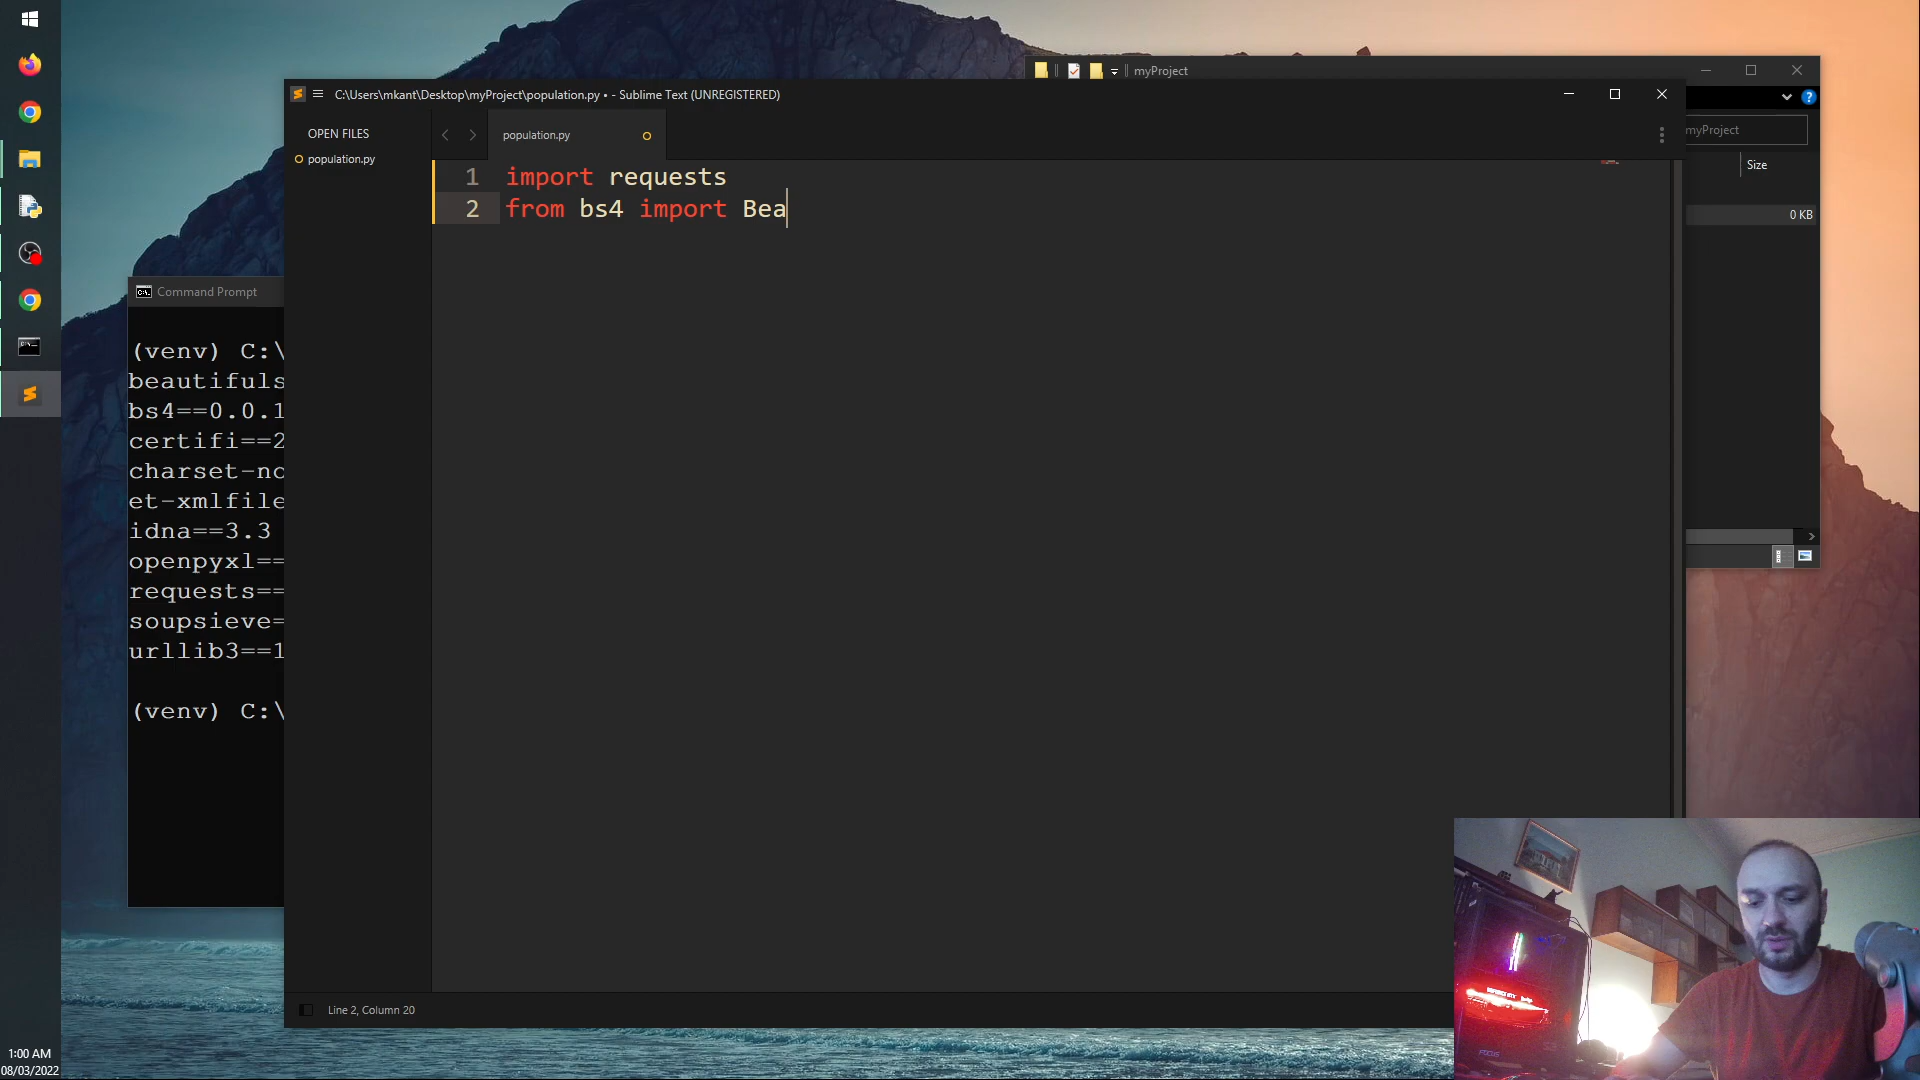 myProject
C:\Users\mkant\Desktop\myProject\population.py • - Sublime Text (UNREGISTERED)
myProject
OPEN FILES
population.py
population.py
Size
0 KB
1 import requests
2 from bs4 import Bea
Command Prompt
(venv) C:\
beautifuls
bs4==0.0.1
certifi==2
charset-no
et-xmlfile
idna==3.3
openpyxl==
requests==
soupsieve=
urllib3==1
(venv) C:\
Line 2, Column 20
1:00 AM
08/03/2022